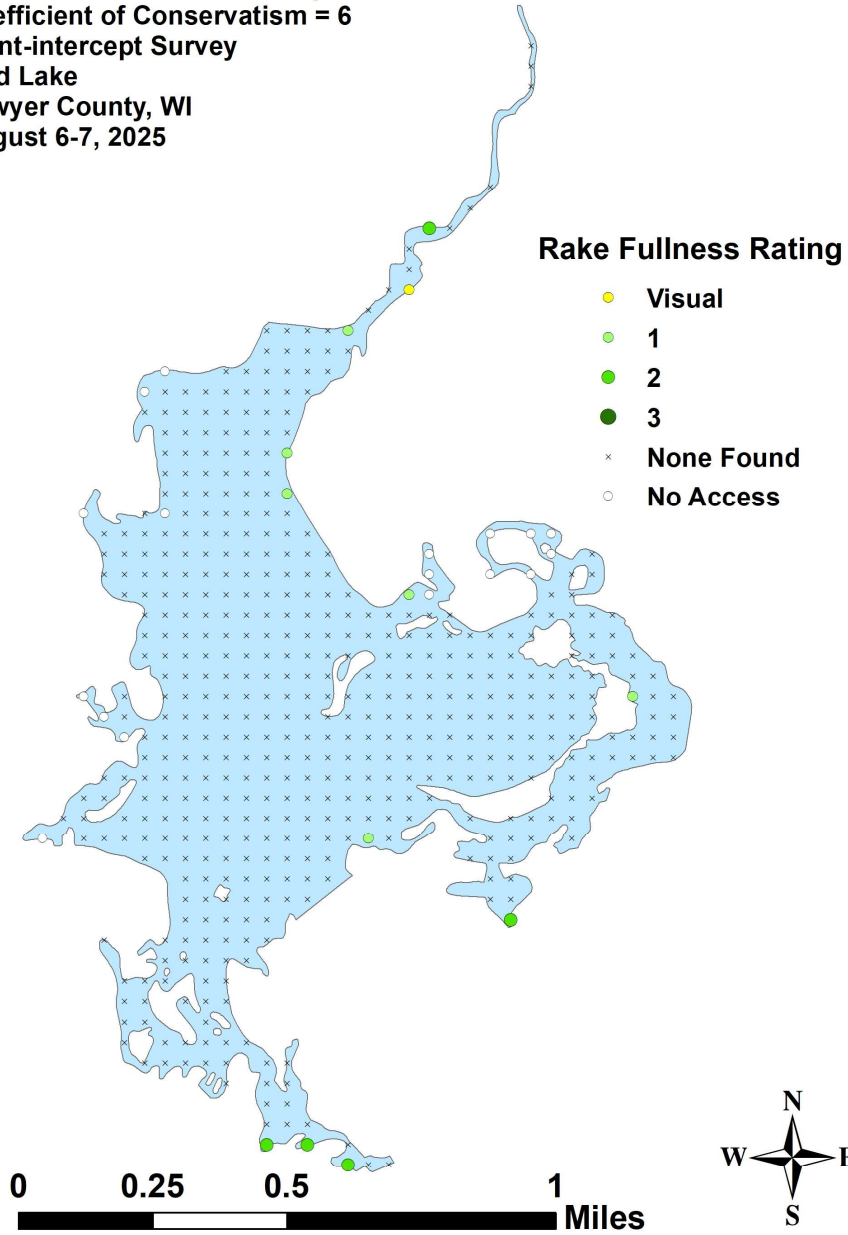 efficient of Conservatism = 6
nt-intercept Survey
d Lake
wyer County, WI
gust 6-7, 2025
Rake Fullness Rating
Visual
1
2
3
None Found
No Access
N
W E
S
0 0.25 0.5 1
Miles